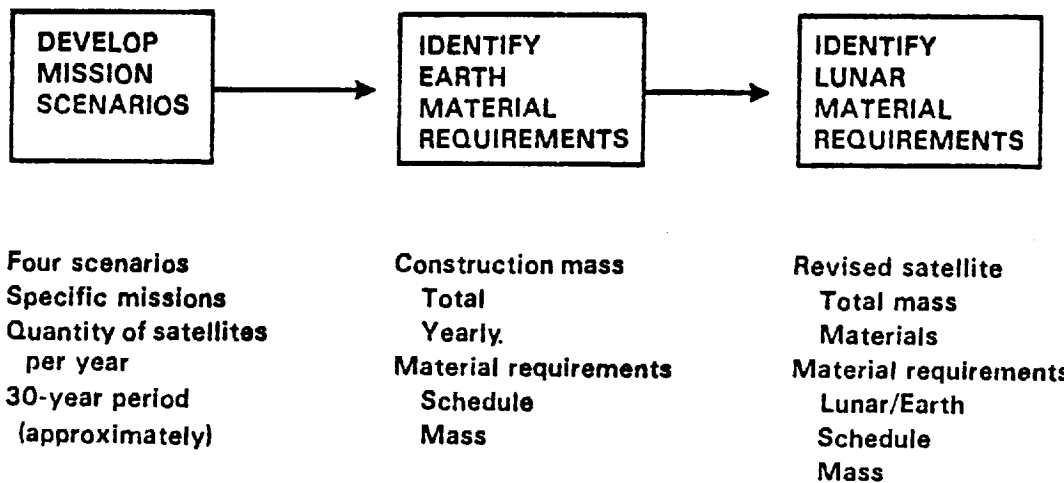 DEVELOP
MISSION
SCENARIOS
IDENTIFY
EARTH
MATERIAL
REQUIREMENTS
IDENTIFY
LUNAR
MATERIAL
REQUIREMENTS
Four scenarios
Specific missions
Quantity of satellites
per year
30-year period
(approximately)
Construction mass
Total
Yearly.
Material requirements
Schedule
Mass
Revised satellite
Total mass
Materials
Material requirements
Lunar/Earth
Schedule
Mass